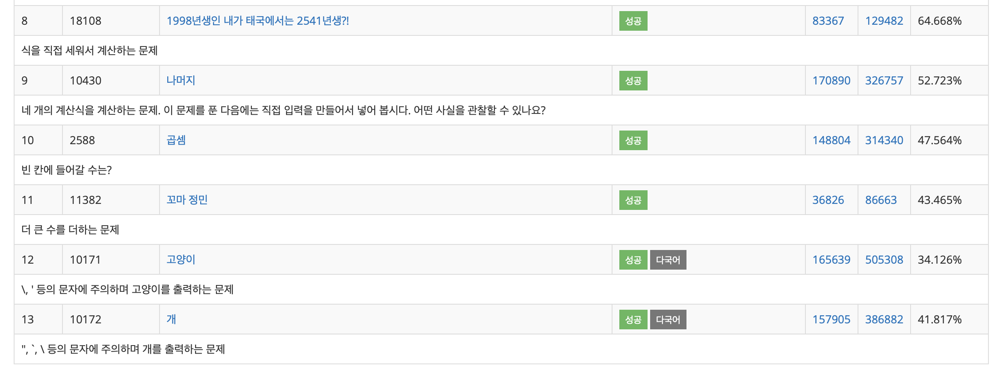 8 18108 1998년생인 내가 태국에서는 2541년생?! 성공 83367 129482 64.668%
식을 직접 세워서 계산하는 문제
9 10430 나머지 성공 170890 326757 52.723%
네 개의 계산식을 계산하는 문제. 이 문제를 푼 다음에는 직접 입력을 만들어서 넣어 봅시다. 어떤 사실을 관찰할 수 있나요?
10 2588 곱셈 성공 148804 314340 47.564%
빈 칸에 들어갈 수는?
11 11382 꼬마 정민 성공 36826 86663 43.465%
더 큰 수를 더하는 문제
12 10171 고양이 성공 다국어 165639 505308 34.126%
\, ' 등의 문자에 주의하며 고양이를 출력하는 문제
13 10172 개 성공 다국어 157905 386882 41.817%
", `, \ 등의 문자에 주의하며 개를 출력하는 문제